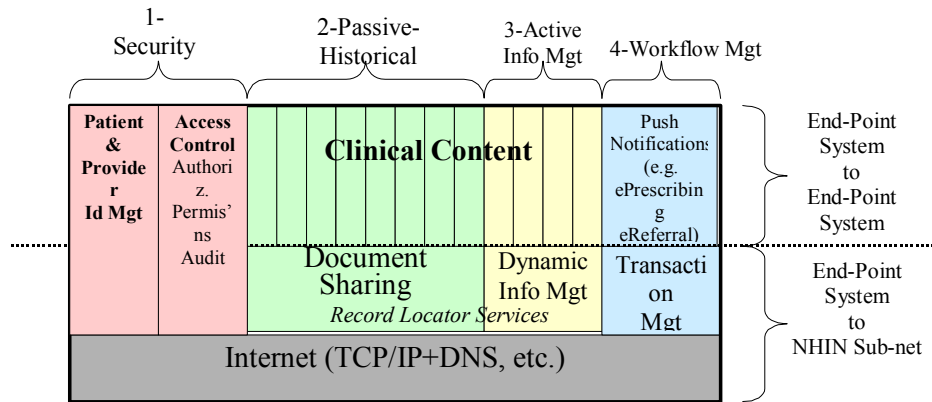 1-
Security
2-Passive-
Historical
3-Active
Info Mgt
4-Workflow Mgt
Patient
&
Provide
r
Id Mgt
Access
Control
Authori
z.
Permis’
ns
Audit
Clinical Content
Push
Notifications
(e.g.
ePrescribin
g
eReferral)
End-Point
System
to
End-Point
System
Document
Sharing
Dynamic
Info Mgt
Record Locator Services
Transacti
on
Mgt
End-Point
System
to
NHIN Sub-net
Internet (TCP/IP+DNS, etc.)